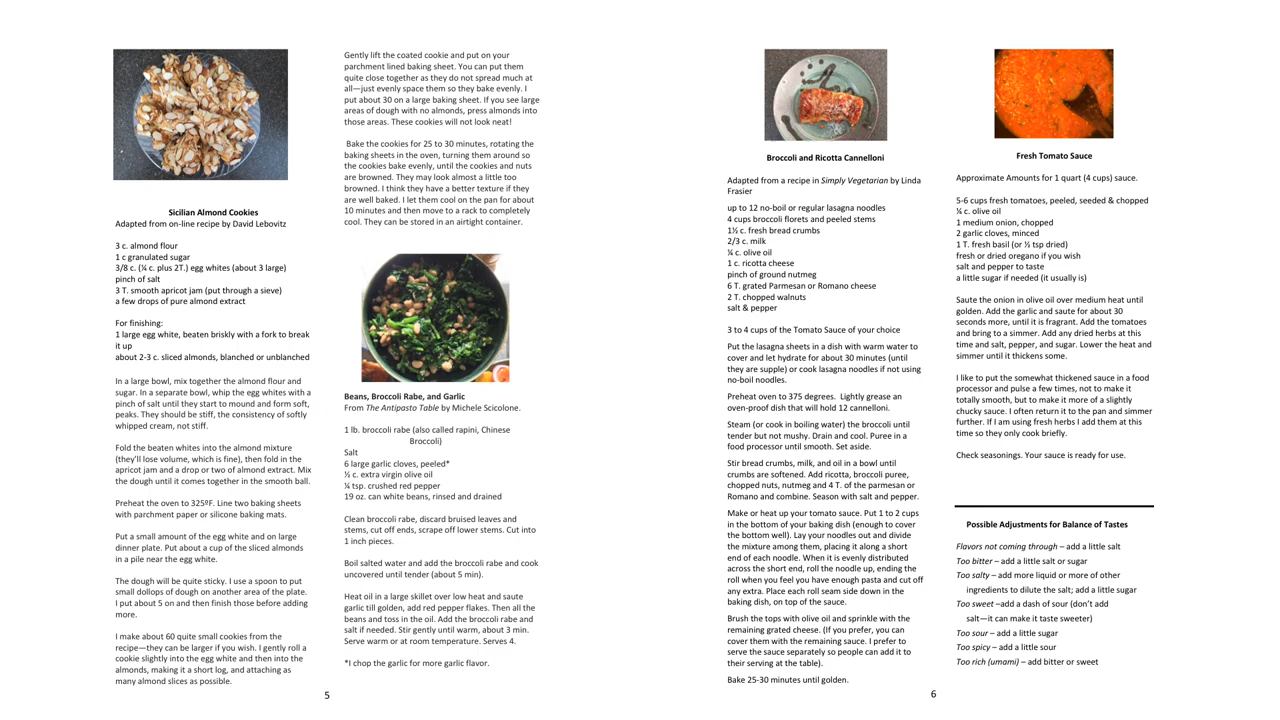 Sicilian Almond Cookies
Adapted from on-line recipe by David Lebovitz
3 c. almond flour
1 c granulated sugar
3/8 c. (¼ c. plus 2T.) egg whites (about 3 large)
pinch of salt
3 T. smooth apricot jam (put through a sieve)
a few drops of pure almond extract
For finishing:
1 large egg white, beaten briskly with a fork to break
it up
about 2-3 c. sliced almonds, blanched or unblanched
In a large bowl, mix together the almond flour and
sugar. In a separate bowl, whip the egg whites with a
pinch of salt until they start to mound and form soft,
peaks. They should be stiff, the consistency of softly
whipped cream, not stiff.
Fold the beaten whites into the almond mixture
(they'll lose volume, which is fine), then fold in the
apricot jam and a drop or two of almond extract. Mix
the dough until it comes together in the smooth ball.
Preheat the oven to 325ºF. Line two baking sheets
with parchment paper or silicone baking mats.
Put a small amount of the egg white and on large
dinner plate. Put about a cup of the sliced almonds
in a pile near the egg white.
The dough will be quite sticky. I use a spoon to put
small dollops of dough on another area of the plate.
I put about 5 on and then finish those before adding
more.
I make about 60 quite small cookies from the
recipe—they can be larger if you wish. I gently roll a
cookie slightly into the egg white and then into the
almonds, making it a short log, and attaching as
many almond slices as possible.
Gently lift the coated cookie and put on your
parchment lined baking sheet. You can put them
quite close together as they do not spread much at
all—just evenly space them so they bake evenly. I
put about 30 on a large baking sheet. If you see large
areas of dough with no almonds, press almonds into
those areas. These cookies will not look neat!
Bake the cookies for 25 to 30 minutes, rotating the
baking sheets in the oven, turning them around so
the cookies bake evenly, until the cookies and nuts
are browned. They may look almost a little too
browned. I think they have a better texture if they
are well baked. I let them cool on the pan for about
10 minutes and then move to a rack to completely
cool. They can be stored in an airtight container.
Beans, Broccoli Rabe, and Garlic
From The Antipasto Table by Michele Scicolone.
1 lb. broccoli rabe (also called rapini, Chinese
Broccoli)
Salt
6 large garlic cloves, peeled*
½ c. extra virgin olive oil
¼ tsp. crushed red pepper
19 oz. can white beans, rinsed and drained
Clean broccoli rabe, discard bruised leaves and
stems, cut off ends, scrape off lower stems. Cut into
1 inch pieces.
Boil salted water and add the broccoli rabe and cook
uncovered until tender (about 5 min).
Heat oil in a large skillet over low heat and saute
garlic till golden, add red pepper flakes. Then all the
beans and toss in the oil. Add the broccoli rabe and
salt if needed. Stir gently until warm, about 3 min.
Serve warm or at room temperature. Serves 4.
*I chop the garlic for more garlic flavor.
5
Broccoli and Ricotta Cannelloni
Adapted from a recipe in Simply Vegetarian by Linda
Frasier
up to 12 no-boil or regular lasagna noodles
4 cups broccoli florets and peeled stems
1½ c. fresh bread crumbs
2/3 c. milk
¼ c. olive oil
1 c. ricotta cheese
pinch of ground nutmeg
6 T. grated Parmesan or Romano cheese
2 T. chopped walnuts
salt & pepper
3 to 4 cups of the Tomato Sauce of your choice
Put the lasagna sheets in a dish with warm water to
cover and let hydrate for about 30 minutes (until
they are supple) or cook lasagna noodles if not using
no-boil noodles.
Preheat oven to 375 degrees. Lightly grease an
oven-proof dish that will hold 12 cannelloni.
Steam (or cook in boiling water) the broccoli until
tender but not mushy. Drain and cool. Puree in a
food processor until smooth. Set aside.
Stir bread crumbs, milk, and oil in a bowl until
crumbs are softened. Add ricotta, broccoli puree,
chopped nuts, nutmeg and 4 T. of the parmesan or
Romano and combine. Season with salt and pepper.
Make or heat up your tomato sauce. Put 1 to 2 cups
in the bottom of your baking dish (enough to cover
the bottom well). Lay your noodles out and divide
the mixture among them, placing it along a short
end of each noodle. When it is evenly distributed
across the short end, roll the noodle up, ending the
roll when you feel you have enough pasta and cut off
any extra. Place each roll seam side down in the
baking dish, on top of the sauce.
Brush the tops with olive oil and sprinkle with the
remaining grated cheese. (If you prefer, you can
cover them with the remaining sauce. I prefer to
serve the sauce separately so people can add it to
their serving at the table).
Bake 25-30 minutes until golden.
Fresh Tomato Sauce
Approximate Amounts for 1 quart (4 cups) sauce.
5-6 cups fresh tomatoes, peeled, seeded & chopped
¼ c. olive oil
1 medium onion, chopped
2 garlic cloves, minced
1 T. fresh basil (or ½ tsp dried)
fresh or dried oregano if you wish
salt and pepper to taste
a little sugar if needed (it usually is)
Saute the onion in olive oil over medium heat until
golden. Add the garlic and saute for about 30
seconds more, until it is fragrant. Add the tomatoes
and bring to a simmer. Add any dried herbs at this
time and salt, pepper, and sugar. Lower the heat and
simmer until it thickens some.
I like to put the somewhat thickened sauce in a food
processor and pulse a few times, not to make it
totally smooth, but to make it more of a slightly
chucky sauce. I often return it to the pan and simmer
further. If I am using fresh herbs I add them at this
time so they only cook briefly.
Check seasonings. Your sauce is ready for use.
Possible Adjustments for Balance of Tastes
Flavors not coming through – add a little salt
Too bitter – add a little salt or sugar
Too salty – add more liquid or more of other
ingredients to dilute the salt; add a little sugar
Too sweet –add a dash of sour (don't add
salt—it can make it taste sweeter)
Too sour – add a little sugar
Too spicy – add a little sour
Too rich (umami) – add bitter or sweet
6